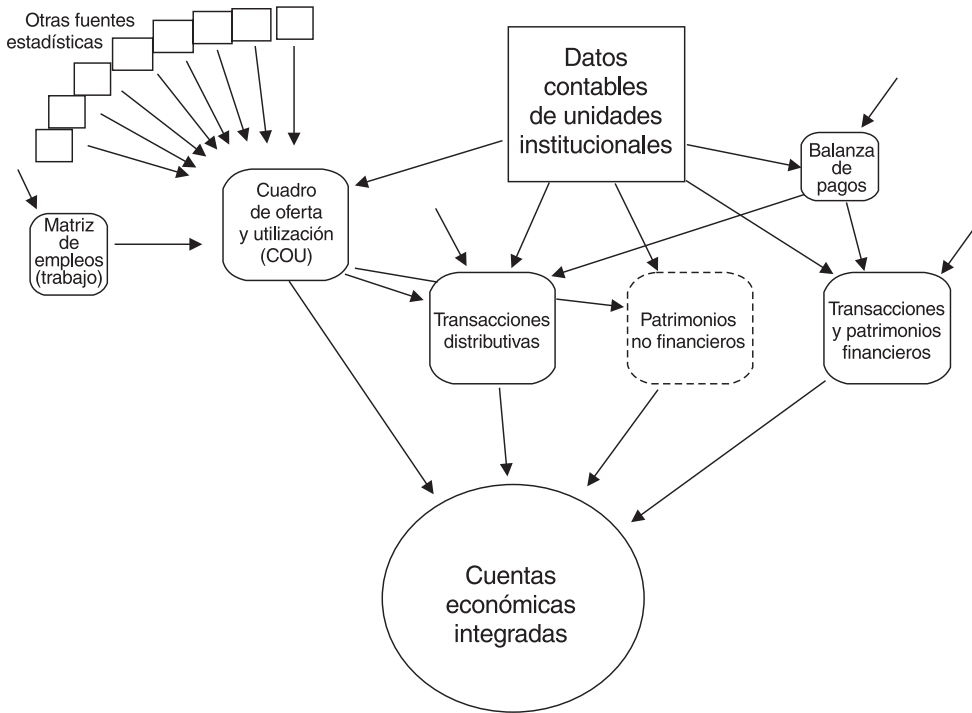 Otras fuentes
estadísticas
Datos
contables
de unidades
institucionales
Balanza
de
pagos
Cuadro
de oferta
y utilización
(COU)
Matriz
de
empleos
(trabajo)
Transacciones
distributivas
Patrimonios
no financieros
Transacciones
y patrimonios
financieros
Cuentas
económicas
integradas